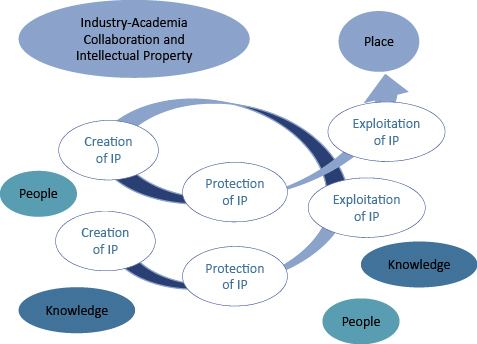 Industry-Academia
Collaboration and
Intellectual Property
Place
Creation
of IP
Exploitation
of IP
People
Protection
of IP
Exploitation
of IP
Creation
of IP
Protection
of IP
Knowledge
Knowledge
People